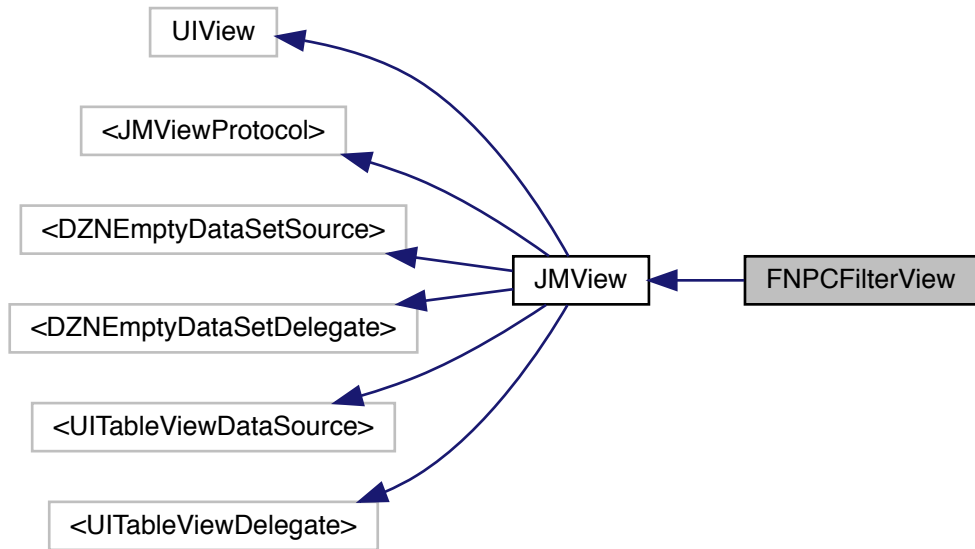 UIView
<JMViewProtocol>
<DZNEmptyDataSetSource>
<DZNEmptyDataSetDelegate>
<UITableViewDataSource>
<UITableViewDelegate>
JMView
FNPCFilterView